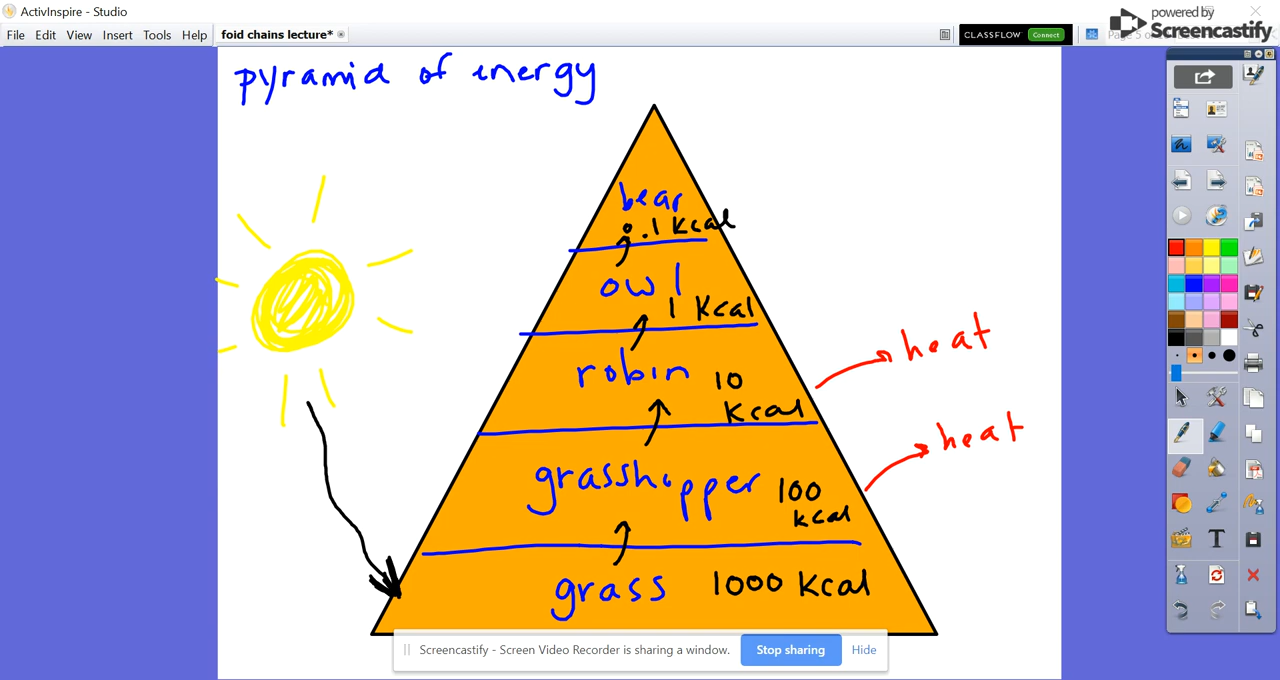 ActivInspire - Studio
powered by
Screencastify
File Edit View Insert Tools Help
foid chains lecture*
CLASSFLOW Connect
pyramid of energy
bear
.1 Kcal
owl
1 Kcal
robin
10
Kcal
heat
grasshopper
100
kcal
heat
grass
1000 Kcal
T
Screencastify - Screen Video Recorder is sharing a window.
Stop sharing
Hide